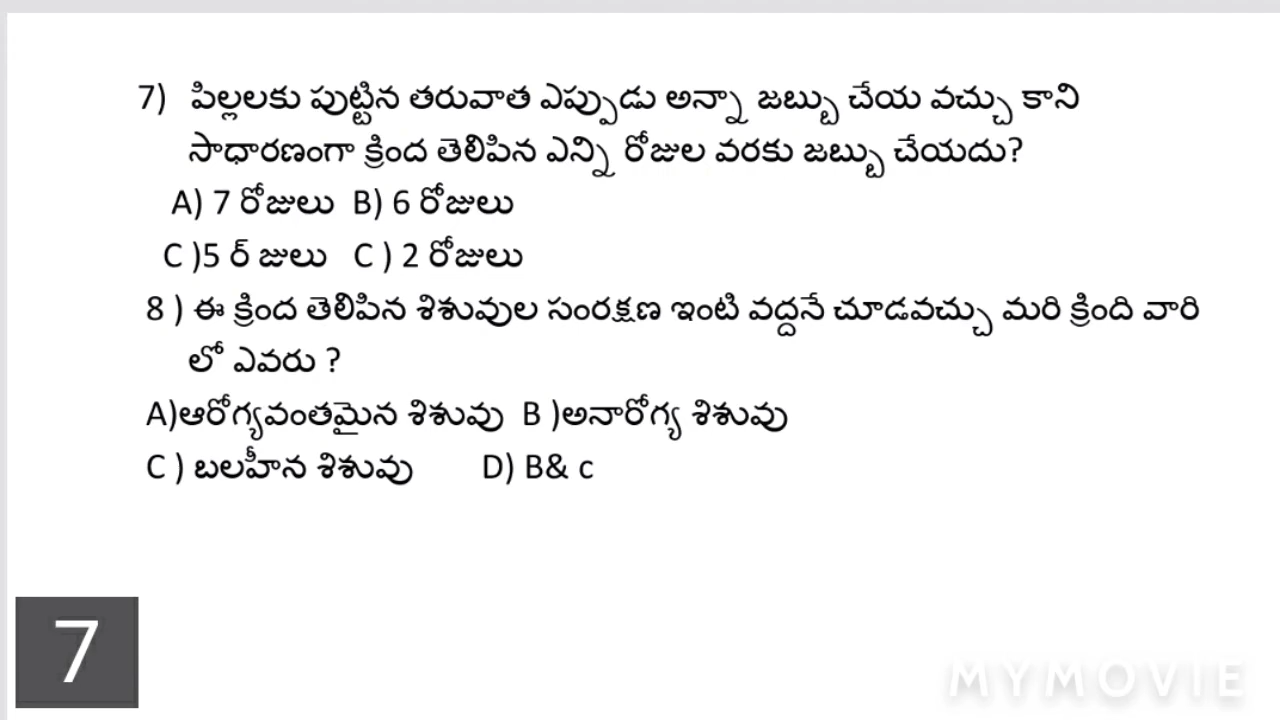 7) పిల్లలకు పుట్టిన తరువాత ఎప్పుడు అన్నా జబ్బు చేయ వచ్చు కాని
సాధారణంగా క్రింద తెలిపిన ఎన్ని రోజుల వరకు జబ్బు చేయదు?
A) 7 రోజులు B) 6 రోజులు
C )5 ర్ జులు C ) 2 రోజులు
8 ) ఈ క్రింద తెలిపిన శిశువుల సంరక్షణ ఇంటి వద్దనే చూడవచ్చు మరి క్రింది వారి
లో ఎవరు ?
A)ఆరోగ్యవంతమైన శిశువు B )అనారోగ్య శిశువు
C ) బలహీన శిశువు D) B& c
7
MYMOVIE